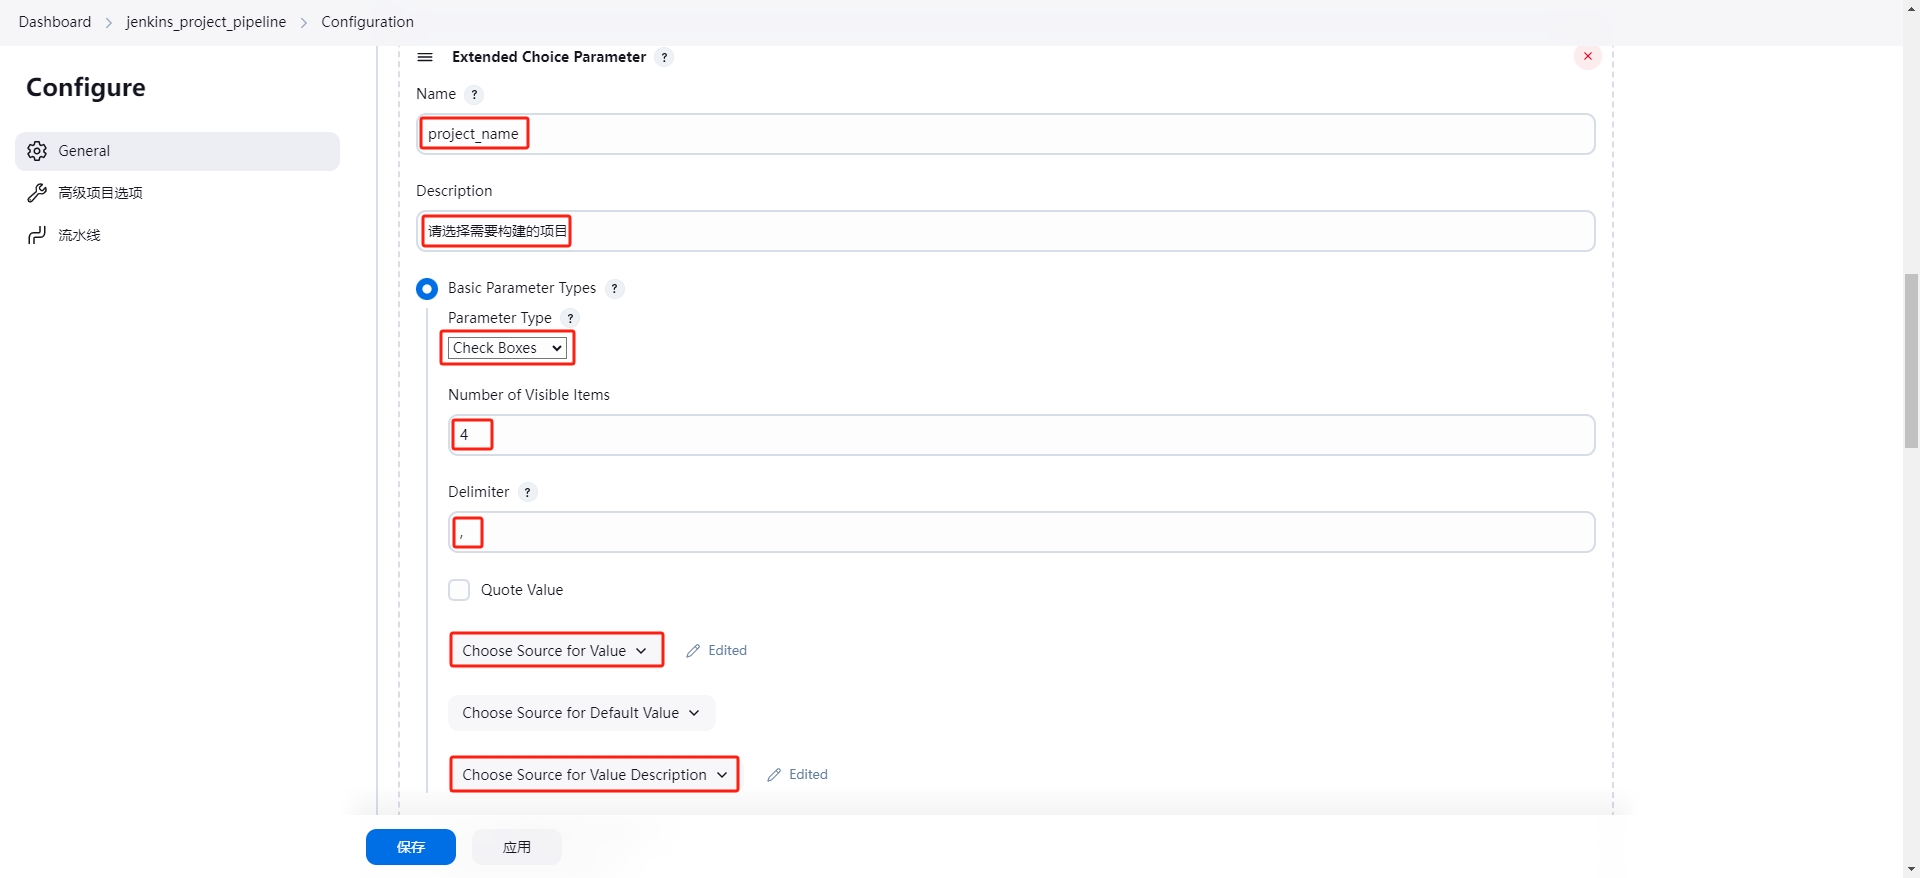 Dashboard > jenkins_project_pipeline > Configuration
Configure
General
高级项目选项
流水线
Extended Choice Parameter ?
Name ?
project_name
Description
请选择需要构建的项目
Basic Parameter Types ?
Parameter Type ?
Check Boxes
Number of Visible Items
4
Delimiter ?
,
Quote Value
Choose Source for Value
Edited
Choose Source for Default Value
Choose Source for Value Description
Edited
保存
应用